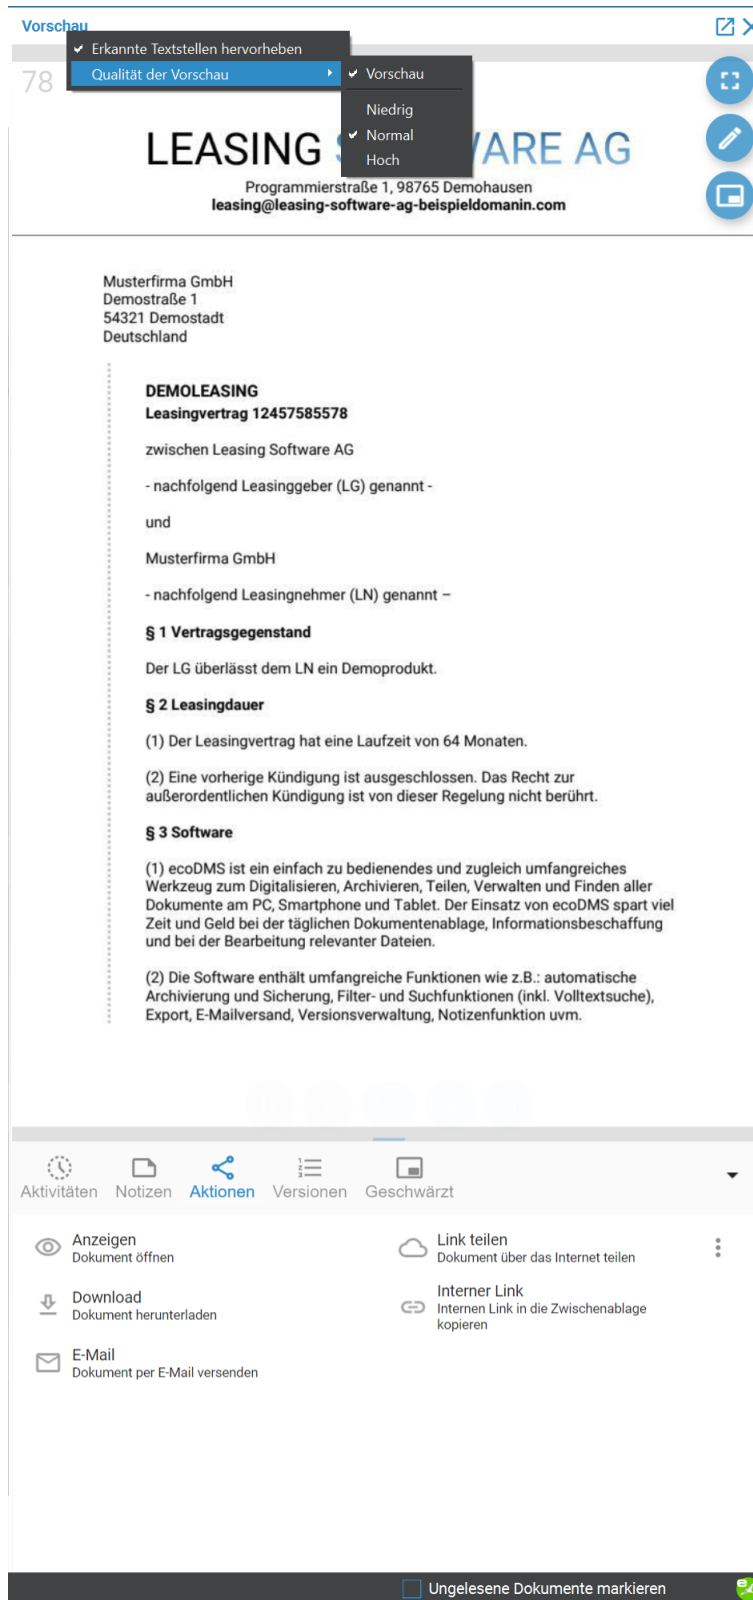 Vorschau
Erkannte Textstellen hervorheben
Qualität der Vorschau
Vorschau
Niedrig
Normal
Hoch
78
LEASING ARE AG
Programmierstraße 1, 98765 Demohausen
leasing@leasing-software-ag-beispieldomanin.com
Musterfirma GmbH
Demostraße 1
54321 Demostadt
Deutschland
DEMOLEASING
Leasingvertrag 12457585578
zwischen Leasing Software AG
- nachfolgend Leasinggeber (LG) genannt -
und
Musterfirma GmbH
- nachfolgend Leasingnehmer (LN) genannt –
§ 1 Vertragsgegenstand
Der LG überlässt dem LN ein Demoprodukt.
§ 2 Leasingdauer
(1) Der Leasingvertrag hat eine Laufzeit von 64 Monaten.
(2) Eine vorherige Kündigung ist ausgeschlossen. Das Recht zur
außerordentlichen Kündigung ist von dieser Regelung nicht berührt.
§ 3 Software
(1) ecoDMS ist ein einfach zu bedienendes und zugleich umfangreiches
Werkzeug zum Digitalisieren, Archivieren, Teilen, Verwalten und Finden aller
Dokumente am PC, Smartphone und Tablet. Der Einsatz von ecoDMS spart viel
Zeit und Geld bei der täglichen Dokumentenablage, Informationsbeschaffung
und bei der Bearbeitung relevanter Dateien.
(2) Die Software enthält umfangreiche Funktionen wie z.B.: automatische
Archivierung und Sicherung, Filter- und Suchfunktionen (inkl. Volltextsuche),
Export, E-Mailversand, Versionsverwaltung, Notizenfunktion uvm.
Aktivitäten Notizen Aktionen Versionen Geschwärzt
Anzeigen
Dokument öffnen
Link teilen
Dokument über das Internet teilen
Download
Dokument herunterladen
Interner Link
Internen Link in die Zwischenablage
kopieren
E-Mail
Dokument per E-Mail versenden
Ungelesene Dokumente markieren